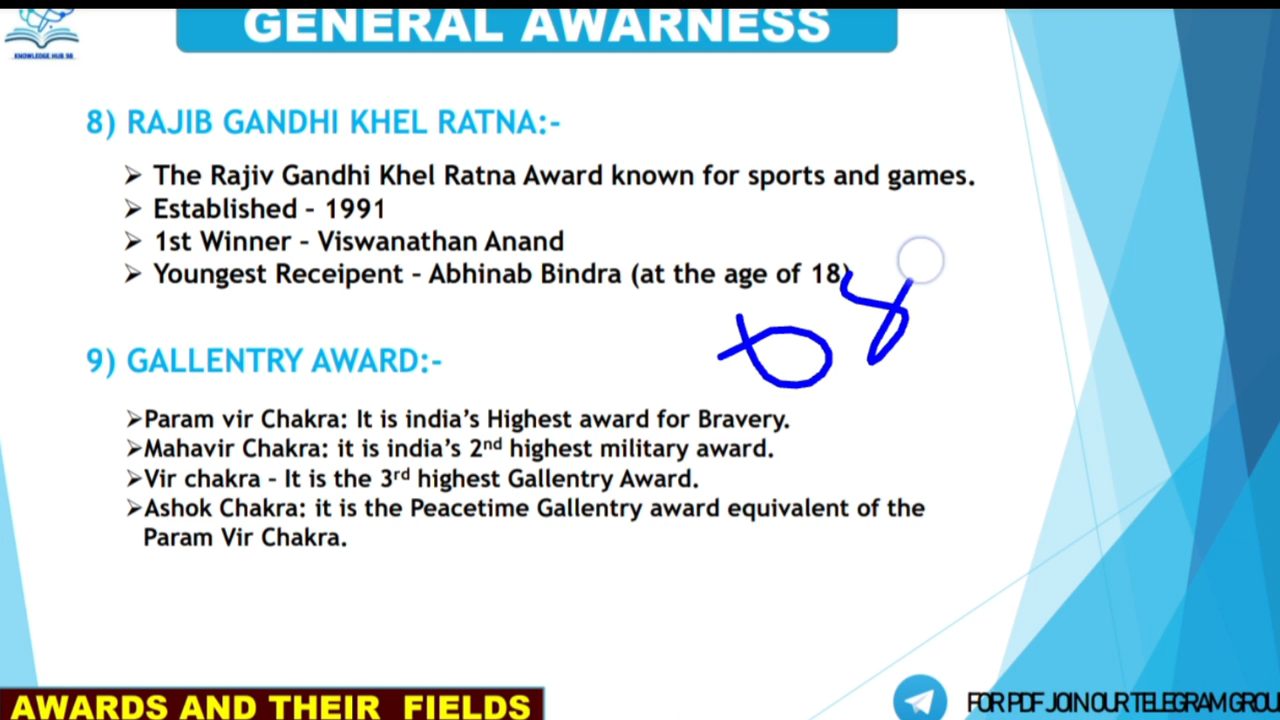 GENERAL AWARNESS
KNOWLEDGE HUB SB
8) RAJIB GANDHI KHEL RATNA:-
➢ The Rajiv Gandhi Khel Ratna Award known for sports and games.
➢ Established – 1991
➢ 1st Winner – Viswanathan Anand
➢ Youngest Receipent – Abhinab Bindra (at the age of 18)
9) GALLENTRY AWARD:-
➢Param vir Chakra: It is india’s Highest award for Bravery.
➢Mahavir Chakra: it is india’s 2nd highest military award.
➢Vir chakra – It is the 3rd highest Gallentry Award.
➢Ashok Chakra: it is the Peacetime Gallentry award equivalent of the
Param Vir Chakra.
AWARDS AND THEIR FIELDS
FOR PDF JOIN OUR TELEGRAM GROU